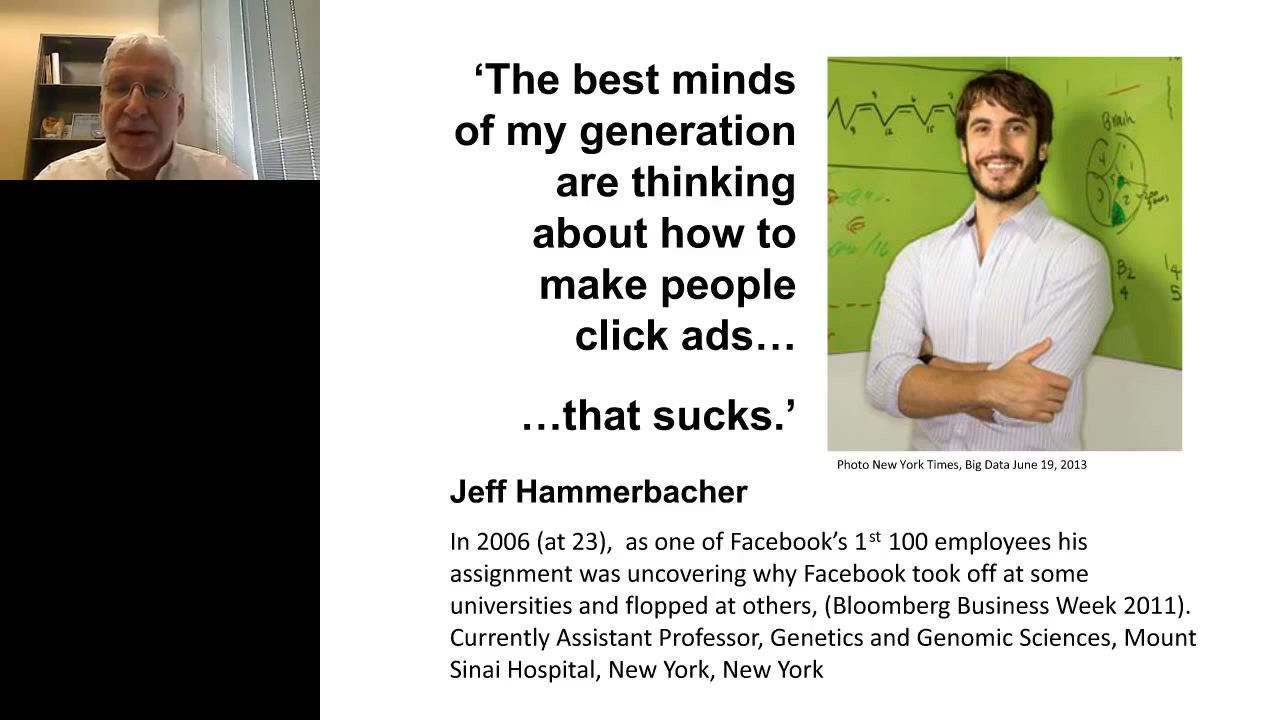 ‘The best minds
of my generation
are thinking
about how to
make people
click ads…
…that sucks.’
Brain
B2
4
Photo New York Times, Big Data June 19, 2013
Jeff Hammerbacher
In 2006 (at 23), as one of Facebook’s 1st 100 employees his
assignment was uncovering why Facebook took off at some
universities and flopped at others, (Bloomberg Business Week 2011).
Currently Assistant Professor, Genetics and Genomic Sciences, Mount
Sinai Hospital, New York, New York